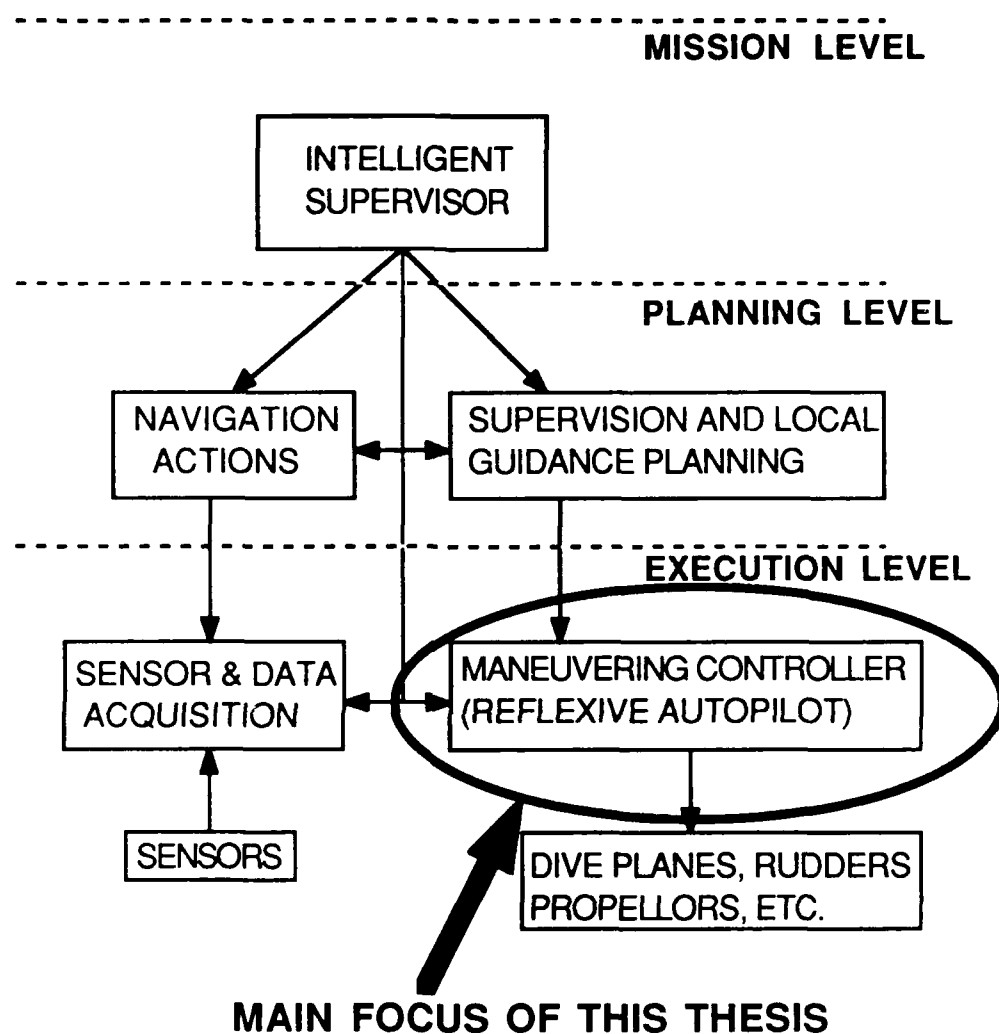 MISSION LEVEL
INTELLIGENT
SUPERVISOR
PLANNING LEVEL
NAVIGATION
ACTIONS
SUPERVISION AND LOCAL
GUIDANCE PLANNING
EXECUTION LEVEL
SENSOR & DATA
ACQUISITION
MANEUVERING CONTROLLER
(REFLEXIVE AUTOPILOT)
SENSORS
DIVE PLANES, RUDDERS
PROPELLORS, ETC.
MAIN FOCUS OF THIS THESIS